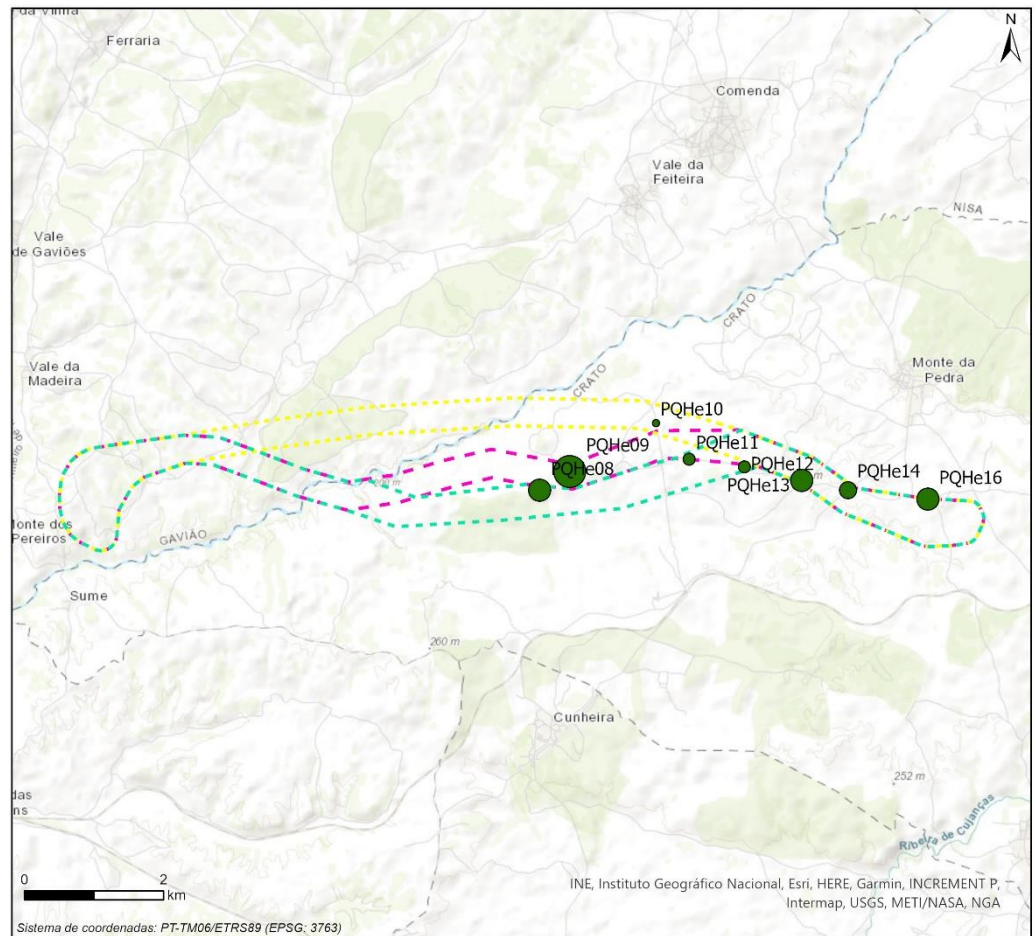 da Vinha
Ferraria
N
Comenda
Vale da
Feiteira
NISA
Vale
de Gaviões
CRATO
Vale da
Madeira
CRATO
Monte da
Pedra
PQHe10
PQHe09
PQHe11
PQHe08
PQHe12
PQHe13
PQHe14
PQHe16
Monte dos
Pereiros
GAVIÃO
Sume
260 m
Cunheira
252 m
das
ns
Ribeira de Cujanças
0 2
km
INE, Instituto Geográfico Nacional, Esri, HERE, Garmin, INCREMENT P,
Intermap, USGS, METI/NASA, NGA
Sistema de coordenadas: PT-TM06/ETRS89 (EPSG: 3763)